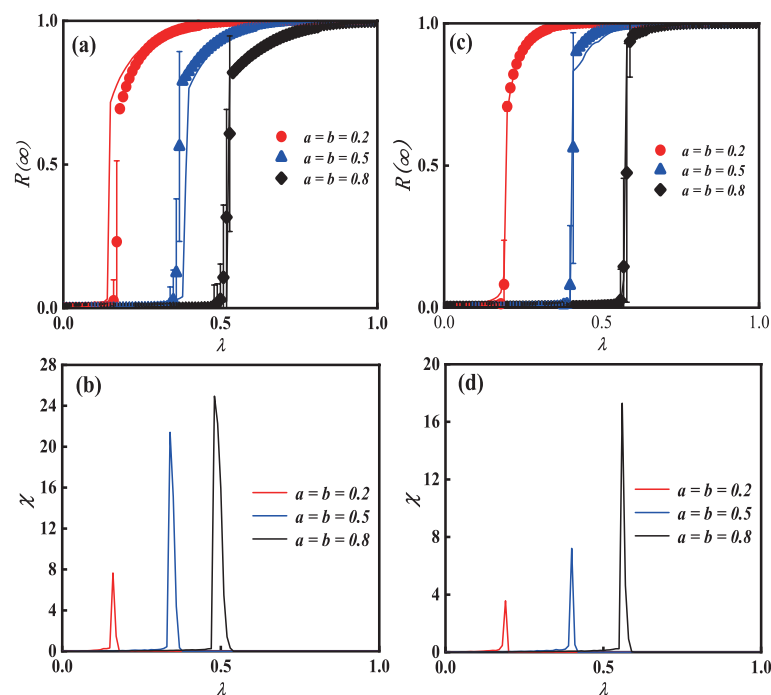 (a)
1.0
0.5
0.0
R(∞)
a = b = 0.2
a = b = 0.5
a = b = 0.8
0.0
0.5
1.0
λ
(c)
1.0
0.5
0.0
R(∞)
a = b = 0.2
a = b = 0.5
a = b = 0.8
0.0
0.5
1.0
λ
(b)
28
24
20
16
12
8
4
0
χ
a = b = 0.2
a = b = 0.5
a = b = 0.8
0.0
0.5
1.0
λ
(d)
20
16
12
8
4
0
χ
a = b = 0.2
a = b = 0.5
a = b = 0.8
0.0
0.5
1.0
λ